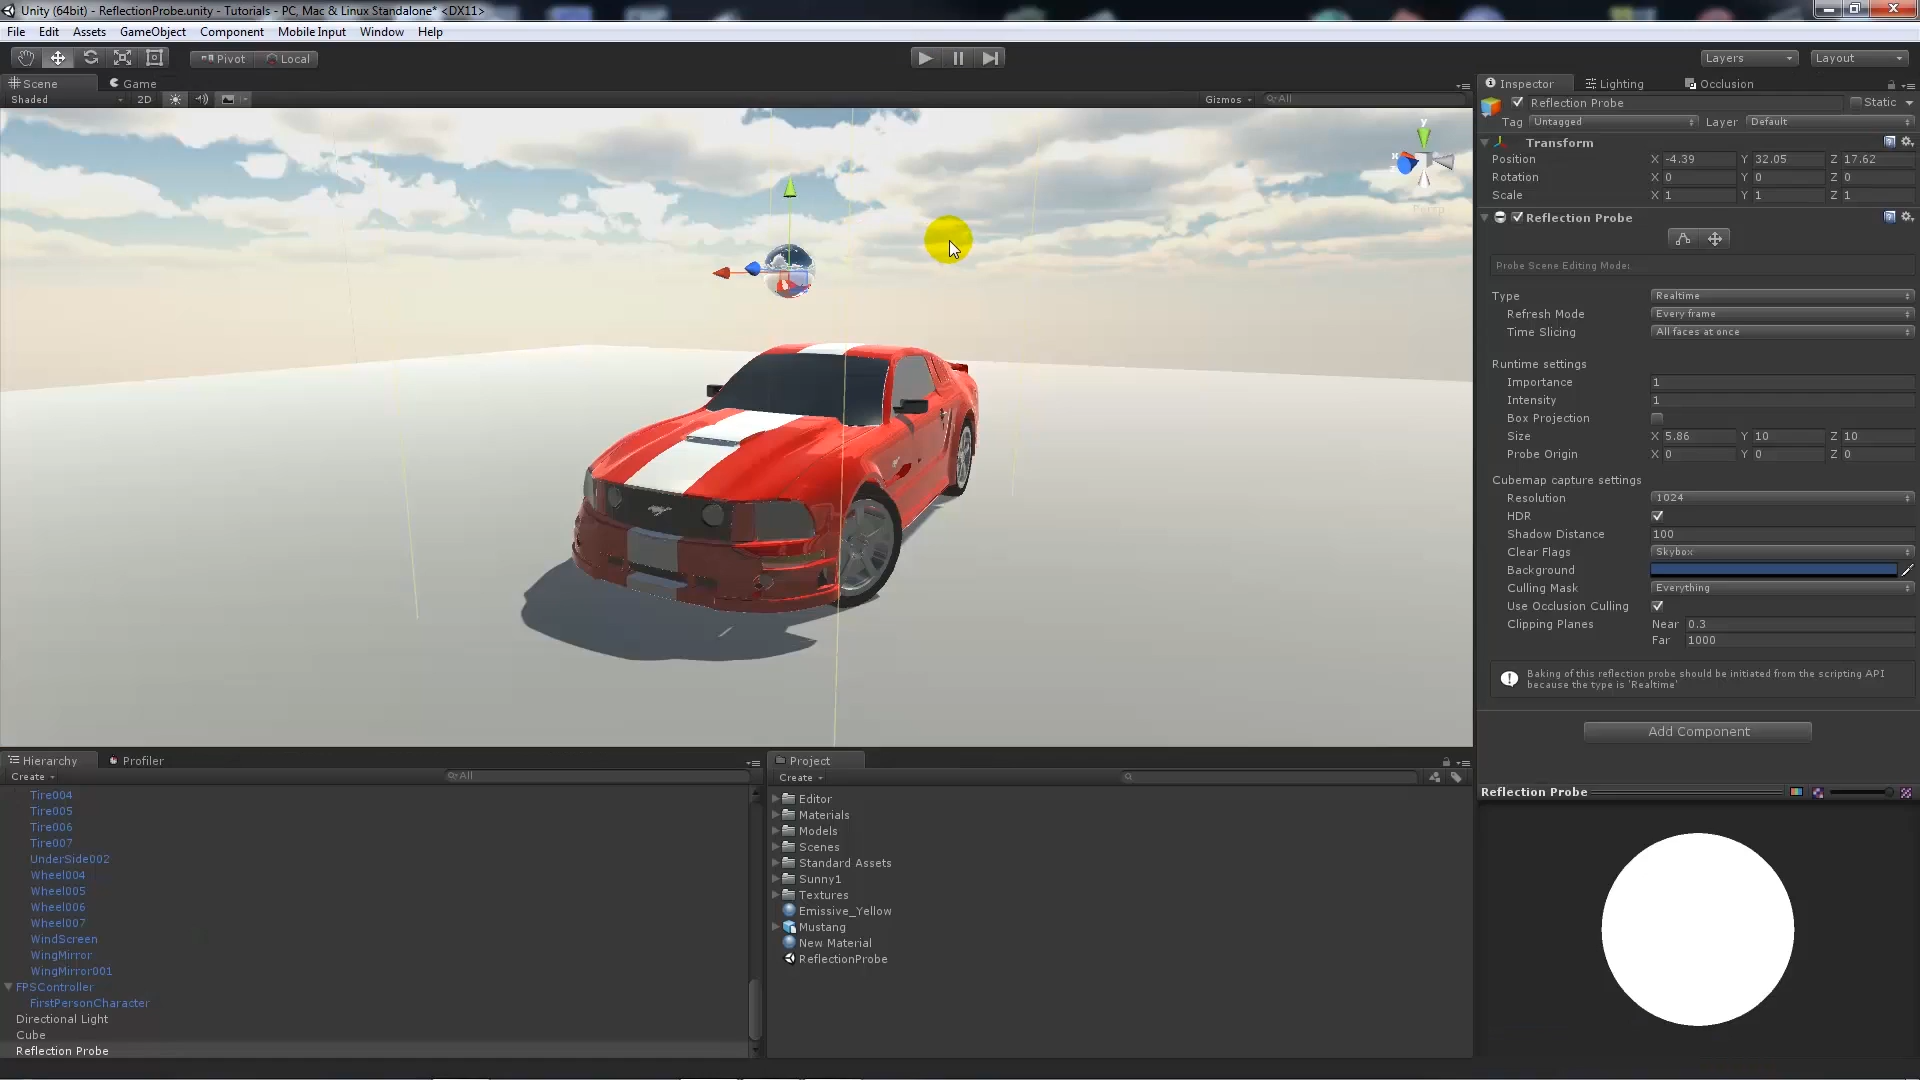 Unity (64bit) - ReflectionProbe.unity - Tutorials - PC, Mac & Linux Standalone* <DX11>
File Edit Assets GameObject Component Mobile Input Window Help
Pivot Local Layers Layout
Scene Game
Shaded 2D Gizmos All
y
x
Persp
Inspector Lighting Occlusion
Reflection Probe Static
Tag Untagged Layer Default
Transform
Position X -4.39 Y 32.05 Z 17.62
Rotation X 0 Y 0 Z 0
Scale X 1 Y 1 Z 1
Reflection Probe
Probe Scene Editing Mode:
Type Realtime
Refresh Mode Every frame
Time Slicing All faces at once
Runtime settings
Importance 1
Intensity 1
Box Projection
Size X 5.86 Y 10 Z 10
Probe Origin X 0 Y 0 Z 0
Cubemap capture settings
Resolution 1024
HDR
Shadow Distance 100
Clear Flags Skybox
Background
Culling Mask Everything
Use Occlusion Culling
Clipping Planes Near 0.3
Far 1000
Baking of this reflection probe should be initiated from the scripting API
because the type is 'Realtime'
Add Component
Reflection Probe
Hierarchy Profiler
Create All
Tire004
Tire005
Tire006
Tire007
UnderSide002
Wheel004
Wheel005
Wheel006
Wheel007
WindScreen
WingMirror
WingMirror001
FPSController
FirstPersonCharacter
Directional Light
Cube
Reflection Probe
Project
Create
Editor
Materials
Models
Scenes
Standard Assets
Sunny1
Textures
Emissive_Yellow
Mustang
New Material
ReflectionProbe